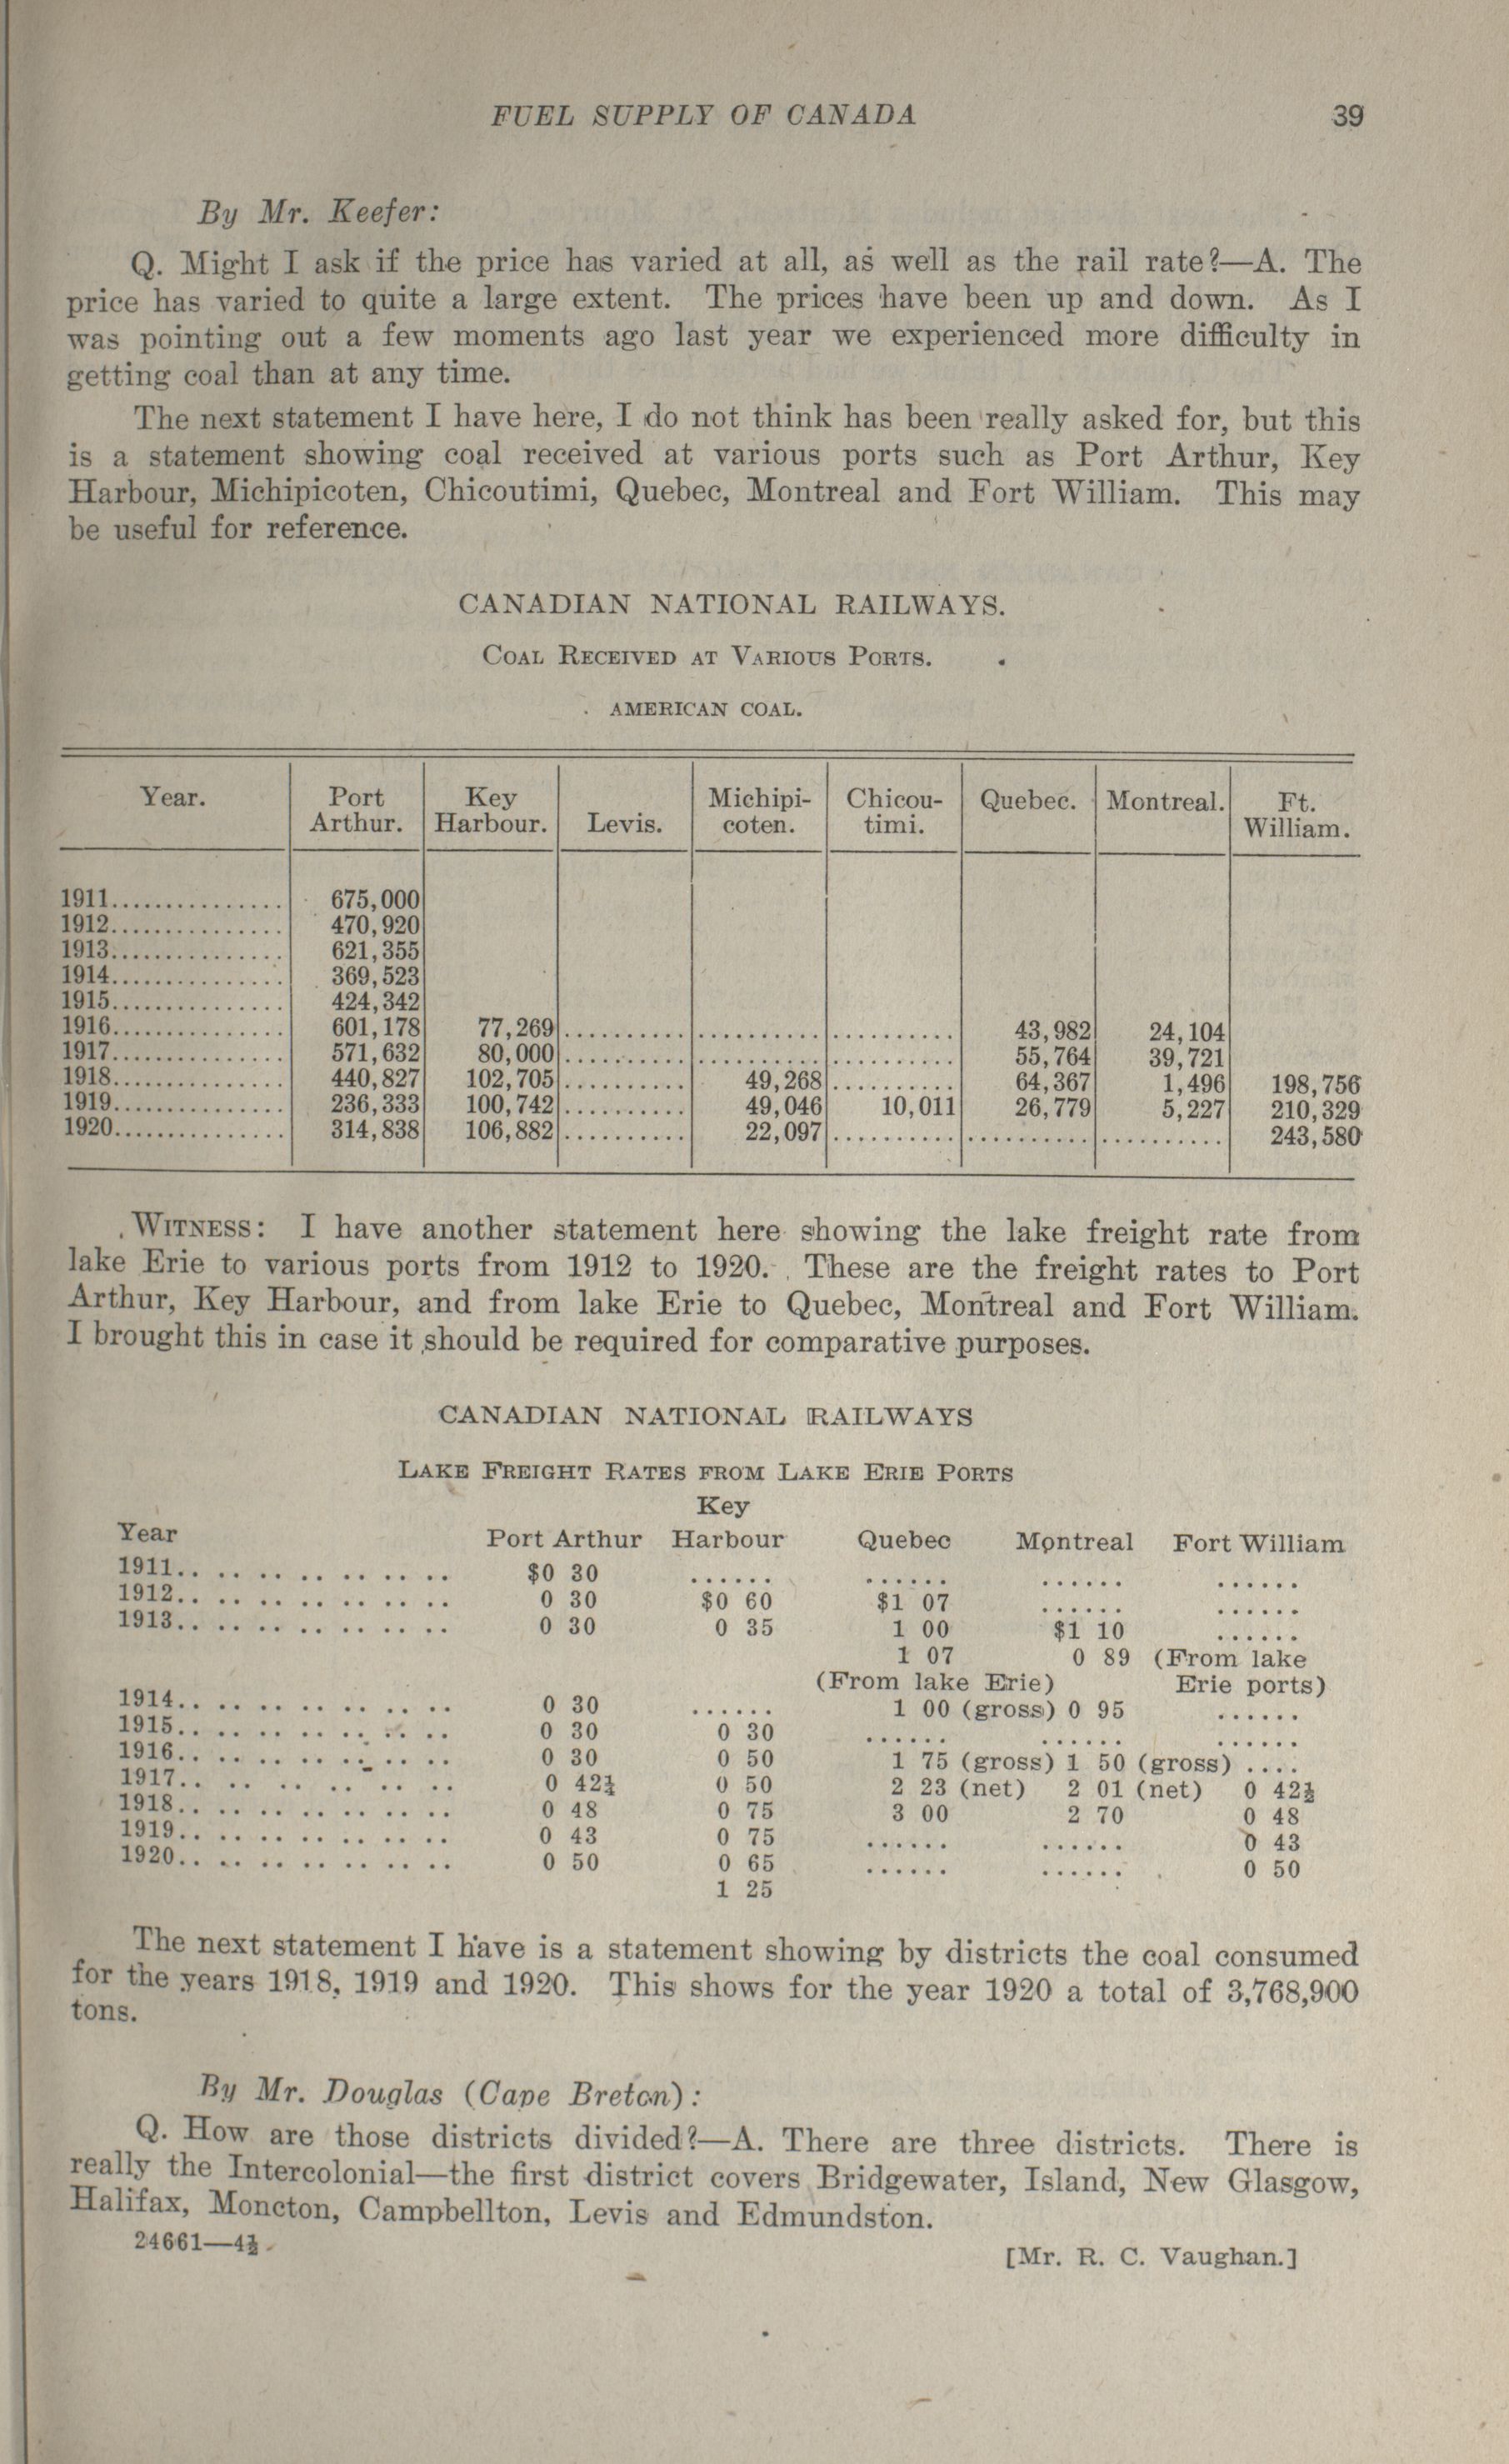 FUEL SUPPLY OF CANADA 39
By Mr. Keefer:
Q. Might I ask if the price has varied at all, as well as the rail rate?—A. The
price has varied to quite a large extent. The prices have been up and down. As I
was pointing out a few moments ago last year we experienced more difficulty in
getting coal than at any time.
The next statement I have here, I do not think has been really asked for, but this
is a statement showing coal received at various ports such as Port Arthur, Key
Harbour, Michipicoten, Chicoutimi, Quebec, Montreal and Fort William. This may
be useful for reference.
CANADIAN NATIONAL RAILWAYS.
COAL RECEIVED AT VARIOUS PORTS.
AMERICAN COAL.
Year. Port Arthur. Key Harbour. Levis. Michipi-coten. Chicou-timi. Quebec. Montreal. Ft. William.
1911................ 675,000
1912................ 470,920
1913................ 621,355
1914................ 369,523
1915................ 424,342
1916................ 601,178 77,269 ........... ........... ........... 43,982 24,104
1917................ 571,632 80,000 ........... ........... ........... 55,764 39,721
1918................ 440,827 102,705 ........... 49,268 ........... 64,367 1,496 198,756
1919................ 236,333 100,742 ........... 49,046 10,011 26,779 5,227 210,329
1920................ 314,838 106,882 ........... 22,097 ........... ........... ........... 243,580
WITNESS: I have another statement here showing the lake freight rate from
lake Erie to various ports from 1912 to 1920. These are the freight rates to Port
Arthur, Key Harbour, and from lake Erie to Quebec, Montreal and Fort William.
I brought this in case it should be required for comparative purposes.
CANADIAN NATIONAL RAILWAYS
LAKE FREIGHT RATES FROM LAKE ERIE PORTS
Key
Year Port Arthur Harbour Quebec Montreal Fort William
1911.. .. .. .. .. .. .. $0 30 ...... ...... ...... ......
1912.. .. .. .. .. .. .. 0 30 $0 60 $1 07 ...... ......
1913.. .. .. .. .. .. .. 0 30 0 35 1 00 $1 10 ......
1 07 0 89 (From lake
(From lake Erie) Erie ports)
1914.. .. .. .. .. .. .. 0 30 ...... 1 00 (gross) 0 95 ......
1915.. .. .. .. .. .. .. 0 30 0 30 ...... ...... ......
1916.. .. .. .. .. .. .. 0 30 0 50 1 75 (gross) 1 50 (gross) ....
1917.. .. .. .. .. .. .. 0 42½ 0 50 2 23 (net) 2 01 (net) 0 42½
1918.. .. .. .. .. .. .. 0 48 0 75 3 00 2 70 0 48
1919.. .. .. .. .. .. .. 0 43 0 75 ...... ...... 0 43
1920.. .. .. .. .. .. .. 0 50 0 65 ...... ...... 0 50
1 25
The next statement I have is a statement showing by districts the coal consumed
for the years 1918, 1919 and 1920. This shows for the year 1920 a total of 3,768,900
tons.
By Mr. Douglas (Cape Breton):
Q. How are those districts divided?—A. There are three districts. There is
really the Intercolonial—the first district covers Bridgewater, Island, New Glasgow,
Halifax, Moncton, Campbellton, Levis and Edmundston.
24661—4½
[Mr. R. C. Vaughan.]